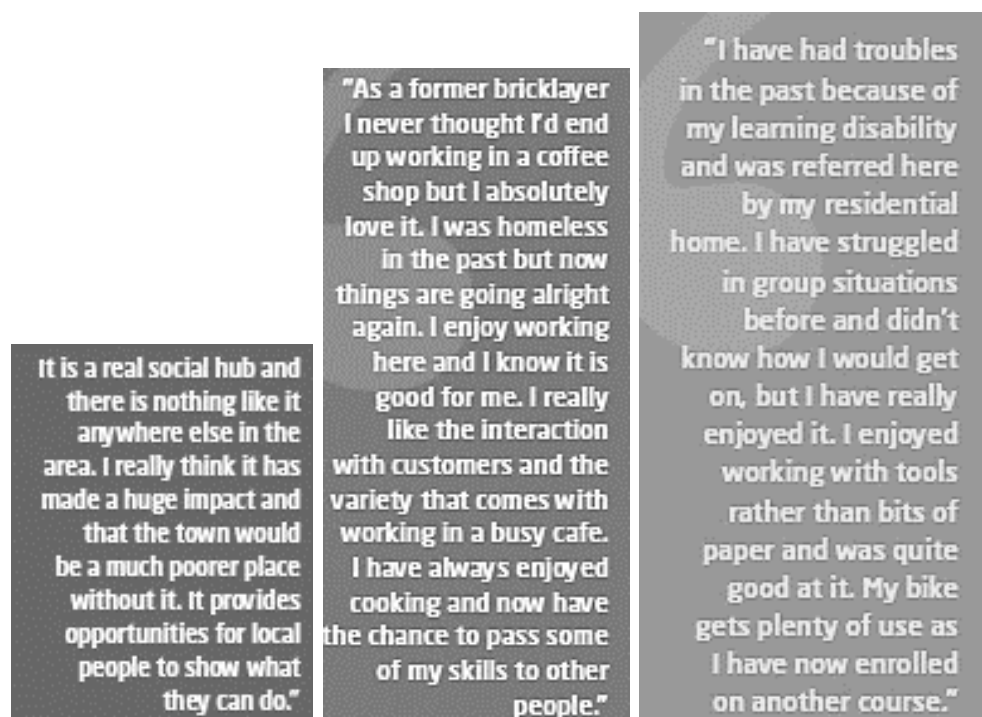 It is a real social hub and
there is nothing like it
anywhere else in the
area. I really think it has
made a huge impact and
that the town would
be a much poorer place
without it. It provides
opportunities for local
people to show what
they can do."
"As a former bricklayer
I never thought I'd end
up working in a coffee
shop but I absolutely
love it. I was homeless
in the past but now
things are going alright
again. I enjoy working
here and I know it is
good for me. I really
like the interaction
with customers and the
variety that comes with
working in a busy cafe.
I have always enjoyed
cooking and now have
the chance to pass some
of my skills to other
people."
"I have had troubles
in the past because of
my learning disability
and was referred here
by my residential
home. I have struggled
in group situations
before and didn't
know how I would get
on, but I have really
enjoyed it. I enjoyed
working with tools
rather than bits of
paper and was quite
good at it. My bike
gets plenty of use as
I have now enrolled
on another course."